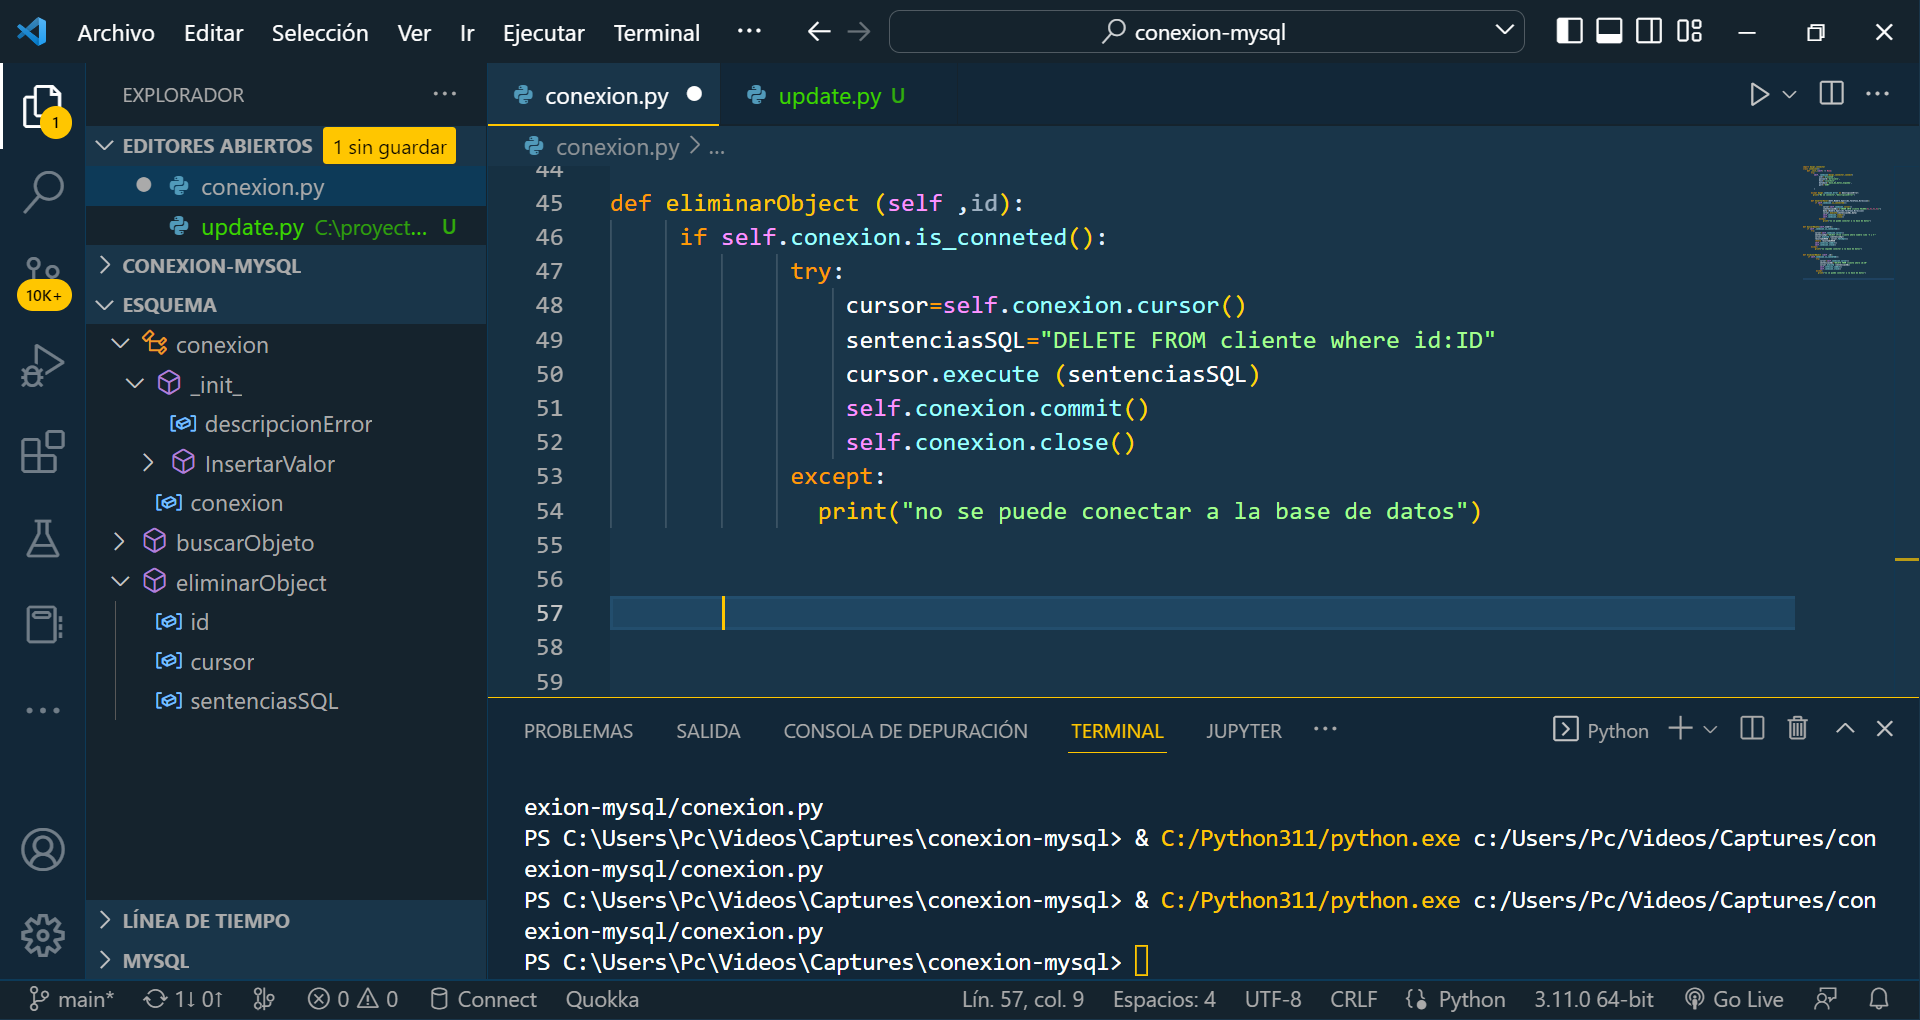 Archivo Editar Selección Ver Ir Ejecutar Terminal ··· conexion-mysql
EXPLORADOR ···
1
EDITORES ABIERTOS 1 sin guardar
conexion.py
update.py C:\proyect... U
10K+
CONEXION-MYSQL
ESQUEMA
conexion
_init_
descripcionError
InsertarValor
conexion
buscarObjeto
eliminarObject
id
cursor
sentenciasSQL
LÍNEA DE TIEMPO
MYSQL
conexion.py update.py U
conexion.py > ...
44
45 def eliminarObject (self ,id):
46 if self.conexion.is_conneted():
47 try:
48 cursor=self.conexion.cursor()
49 sentenciasSQL="DELETE FROM cliente where id:ID"
50 cursor.execute (sentenciasSQL)
51 self.conexion.commit()
52 self.conexion.close()
53 except:
54 print("no se puede conectar a la base de datos")
55
56
57
58
59
PROBLEMAS SALIDA CONSOLA DE DEPURACIÓN TERMINAL JUPYTER ··· Python
exion-mysql/conexion.py
PS C:\Users\Pc\Videos\Captures\conexion-mysql> & C:/Python311/python.exe c:/Users/Pc/Videos/Captures/con
exion-mysql/conexion.py
PS C:\Users\Pc\Videos\Captures\conexion-mysql> & C:/Python311/python.exe c:/Users/Pc/Videos/Captures/con
exion-mysql/conexion.py
PS C:\Users\Pc\Videos\Captures\conexion-mysql>
main* 1↓ 0↑ 0 0 Connect Quokka Lín. 57, col. 9 Espacios: 4 UTF-8 CRLF Python 3.11.0 64-bit Go Live